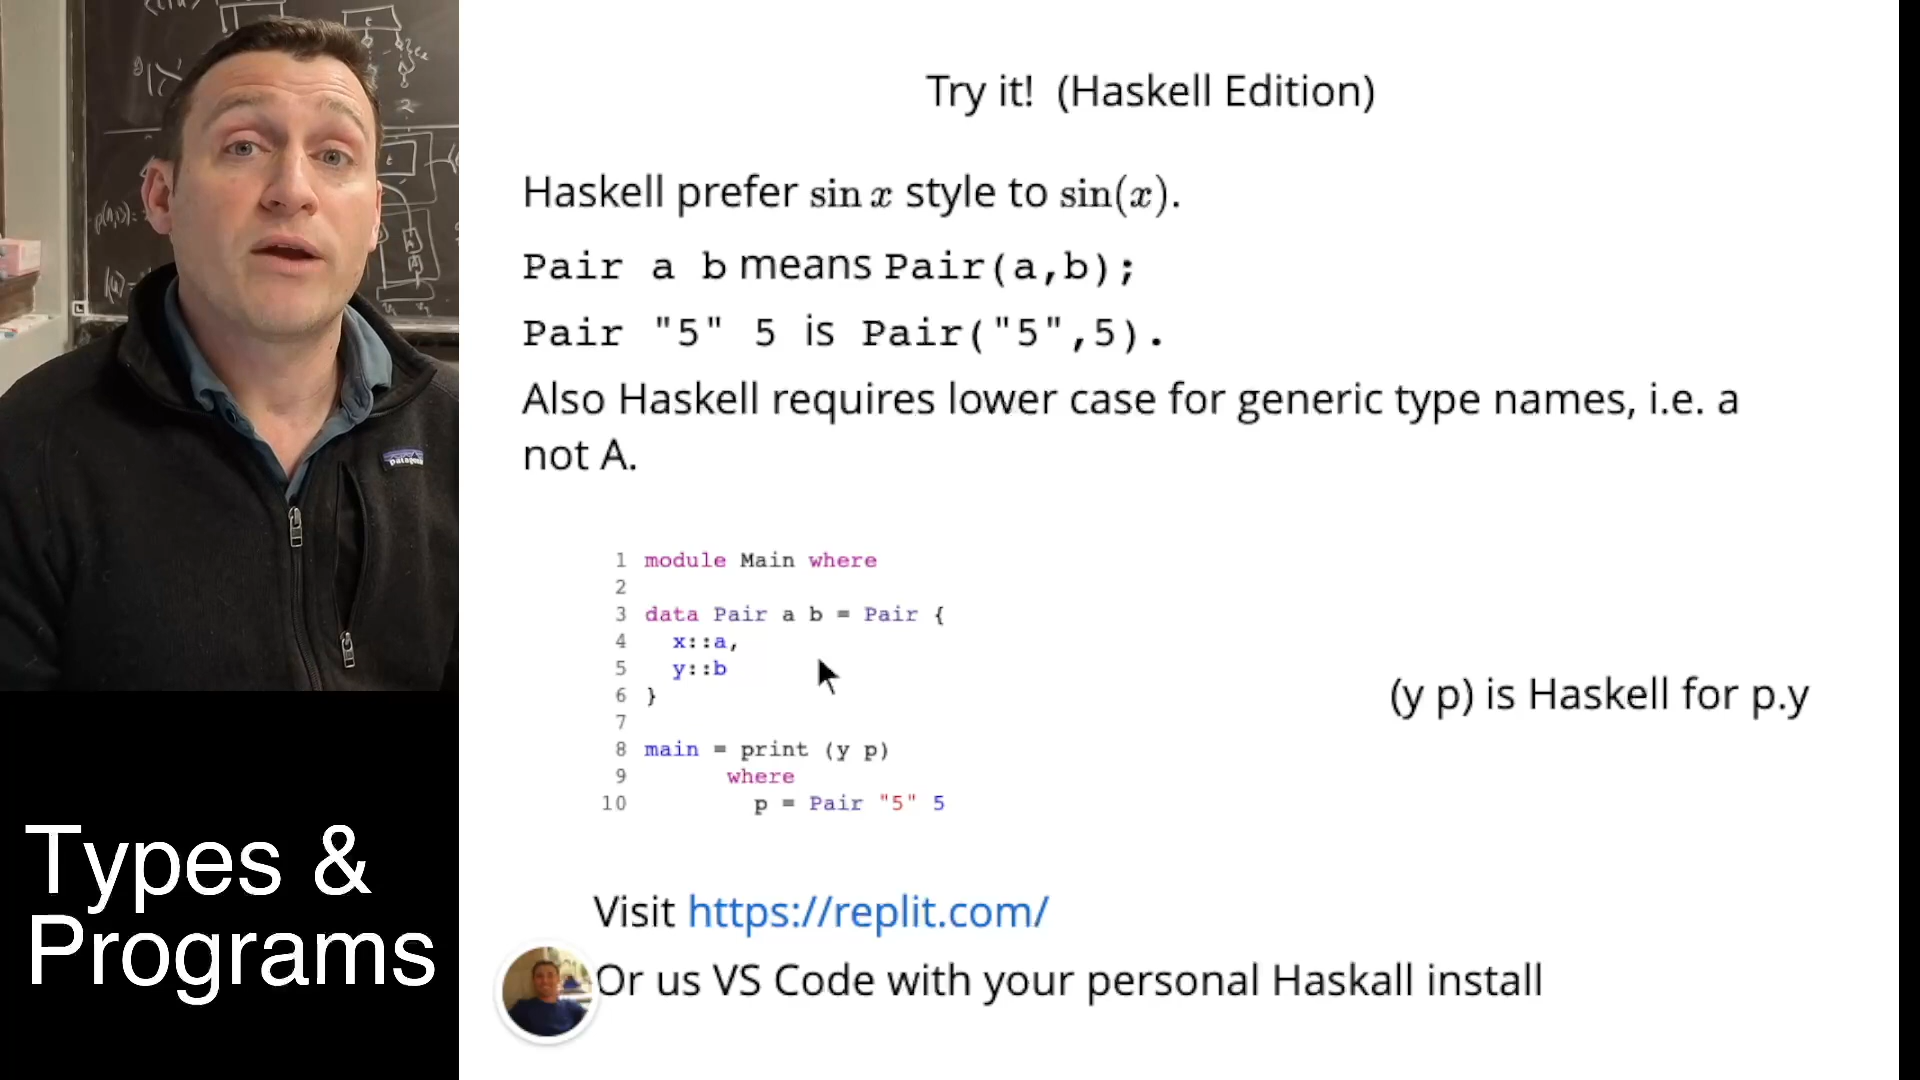 Try it!  (Haskell Edition)
Haskell prefer sin x style to sin(x).
Pair a b means Pair(a,b);
Pair "5" 5 is Pair("5",5).
Also Haskell requires lower case for generic type names, i.e. a
not A.
1 module Main where
2
3 data Pair a b = Pair {
4   x::a,
5   y::b
6 }
7
8 main = print (y p)
9       where
10         p = Pair "5" 5
(y p) is Haskell for p.y
Visit https://replit.com/
Or us VS Code with your personal Haskall install
patagonia
Types &
Programs